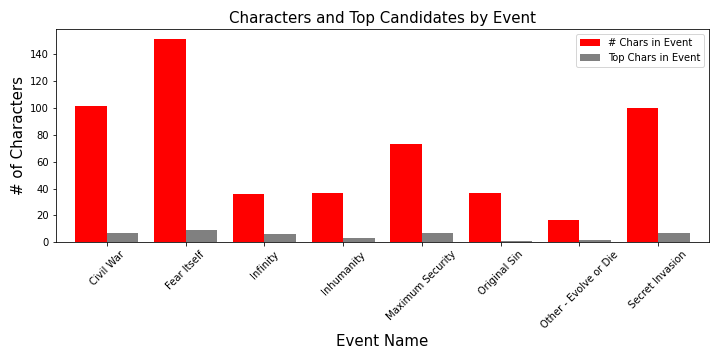 Characters and Top Candidates by Event
# Chars in Event
Top Chars in Event
# of Characters
140
120
100
80
60
40
20
0
Civil War
Fear Itself
Infinity
Inhumanity
Maximum Security
Original Sin
Other - Evolve or Die
Secret Invasion
Event Name